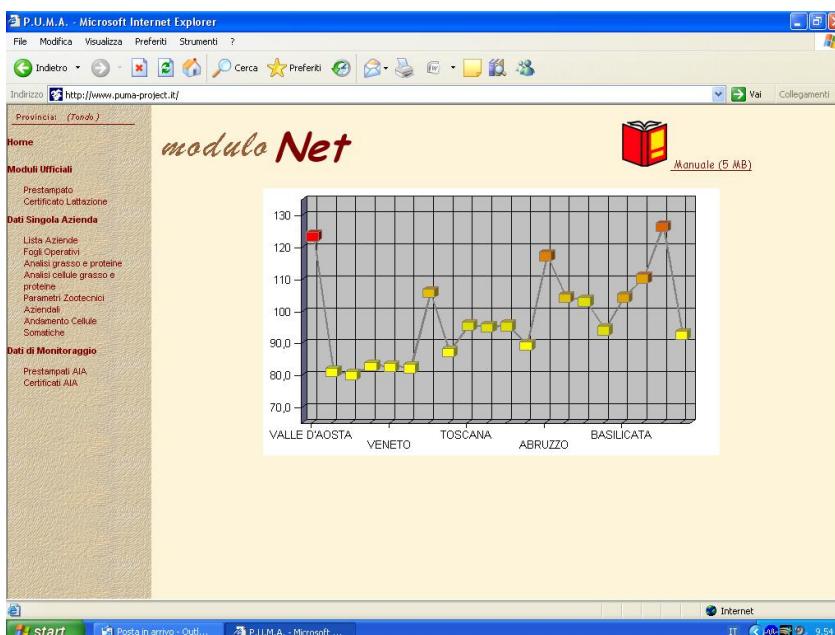 P.U.M.A. - Microsoft Internet Explorer
File Modifica Visualizza Preferiti Strumenti ?
Indietro Cerca Preferiti
Indirizzo http://www.puma-project.it/ Vai Collegamenti
Provincia: (Tondo )
Home
Moduli Ufficiali
Prestampato
Certificato Lattazione
Dati Singola Azienda
Lista Aziende
Fogli Operativi
Analisi grasso e proteine
Analisi cellule grasso e
proteine
Parametri Zootecnici
Aziendali
Andamento Cellule
Somatiche
Dati di Monitoraggio
Prestampati AIA
Certificati AIA
modulo Net
Manuale (5 MB)
130
120
110
100
90,0
80,0
70,0
VALLE D'AOSTA
VENETO
TOSCANA
ABRUZZO
BASILICATA
Internet
start Posta in arrivo - Outl... P.U.M.A. - Microsoft ... IT 9.54